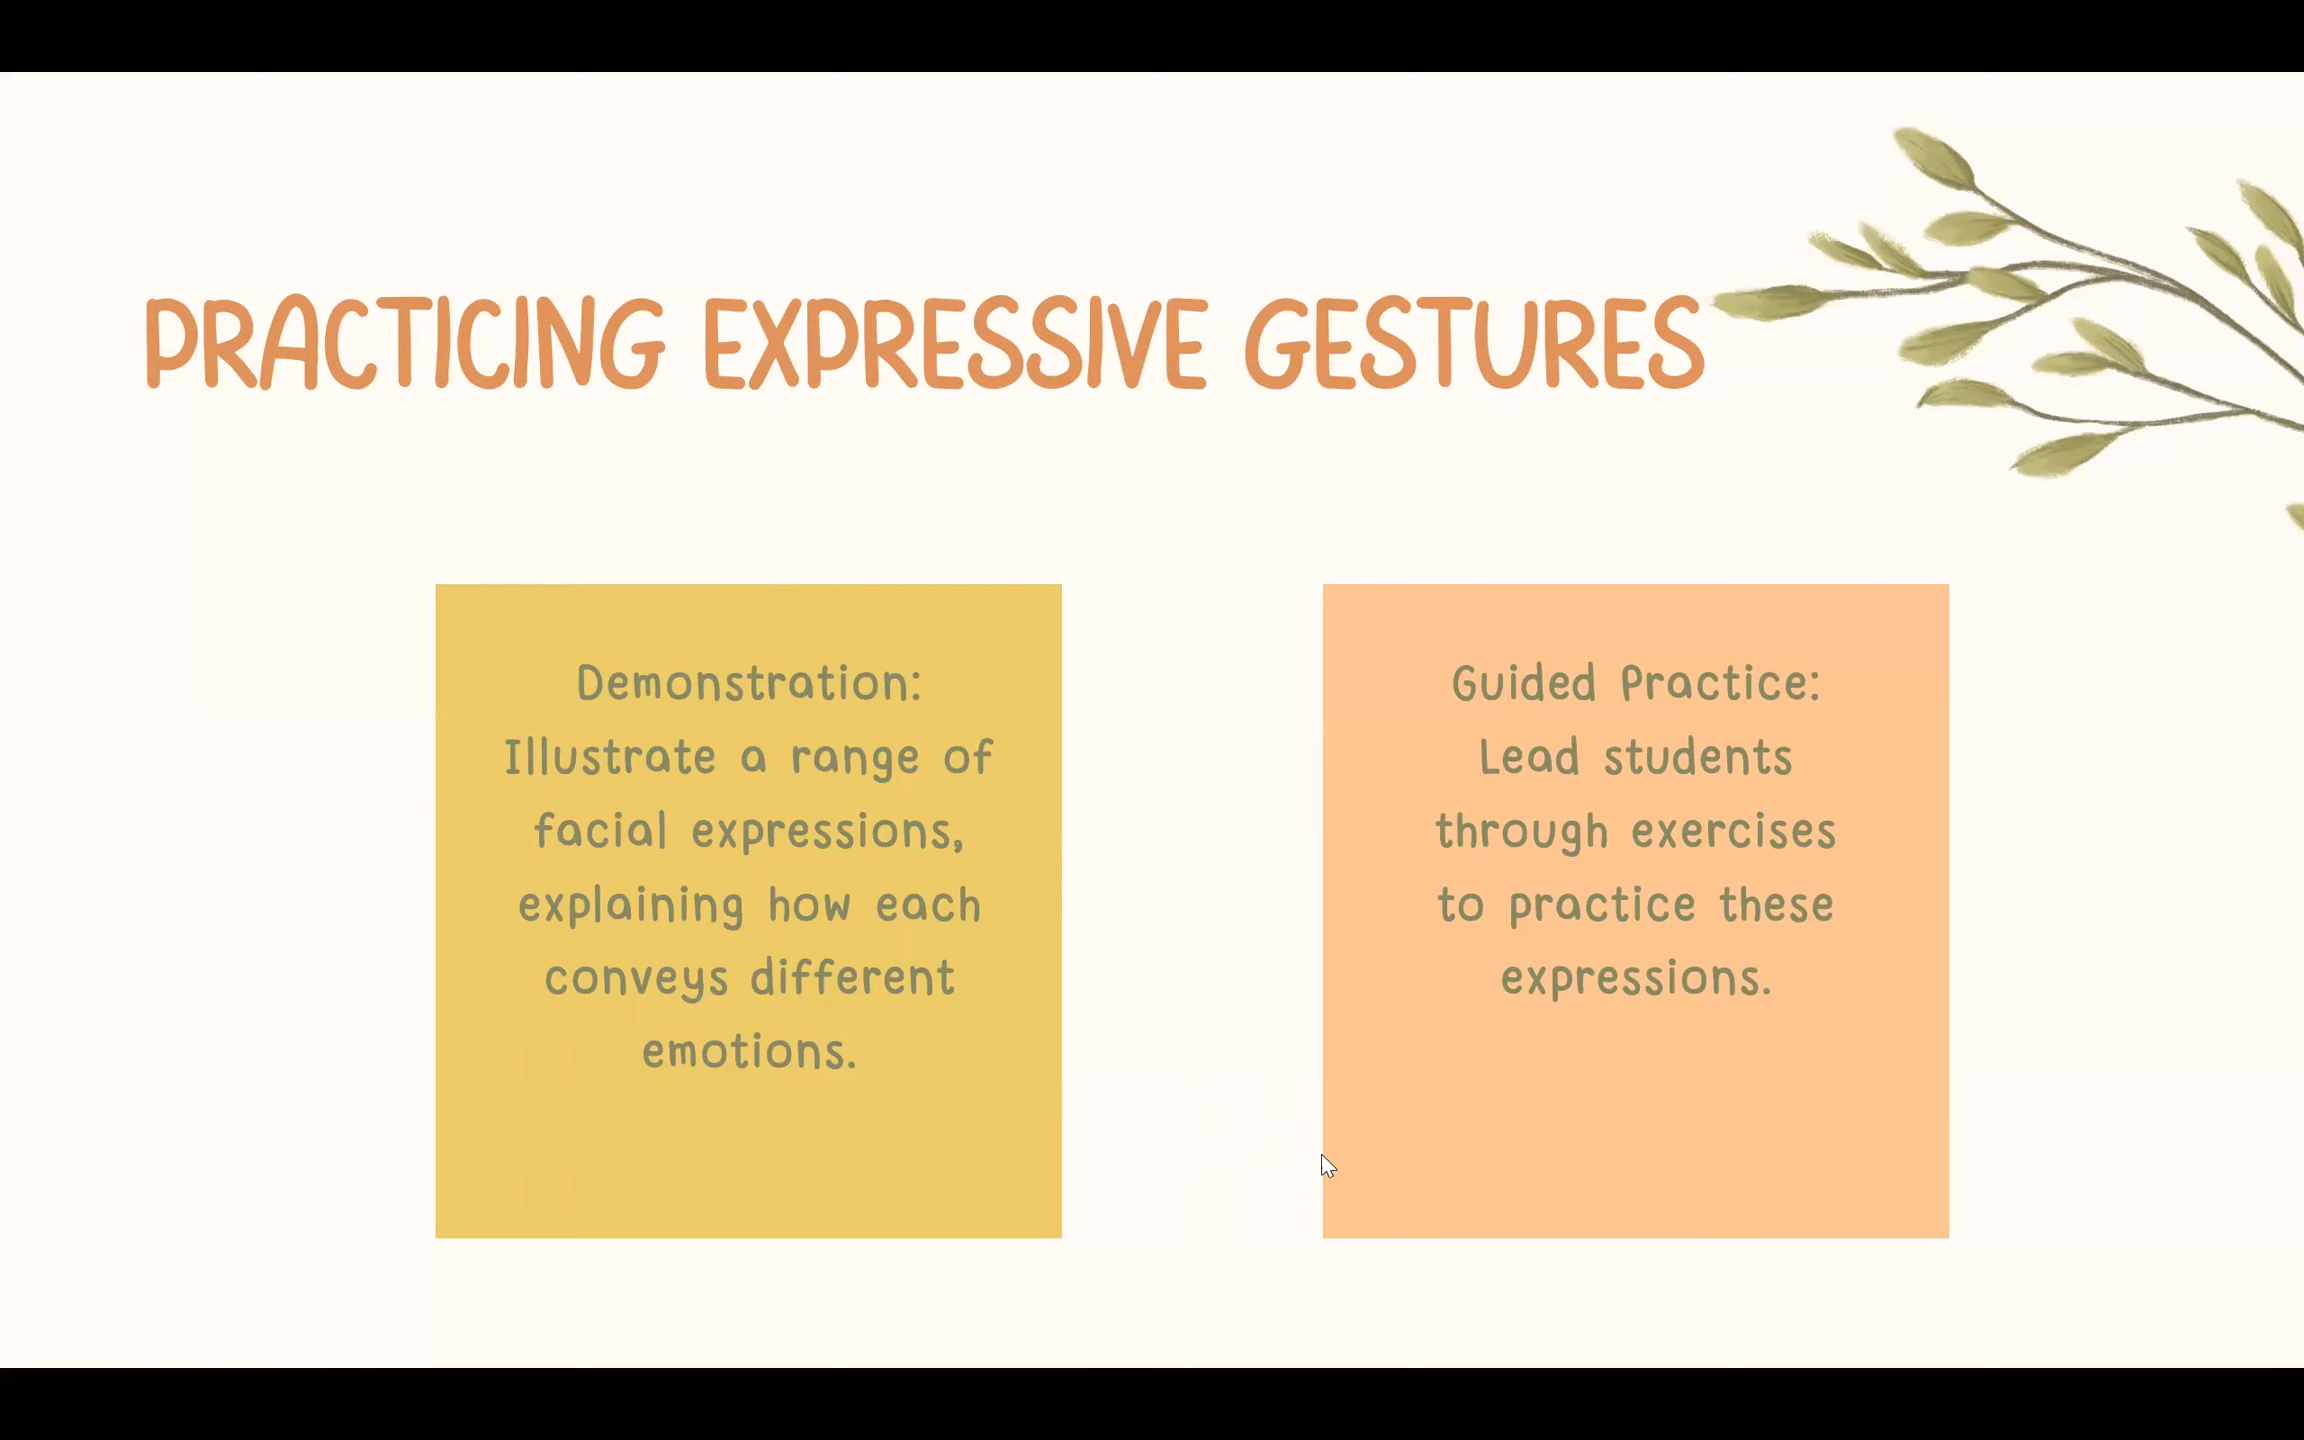 PRACTICING EXPRESSIVE GESTURES
Demonstration:
Illustrate a range of
facial expressions,
explaining how each
conveys different
emotions.
Guided Practice:
Lead students
through exercises
to practice these
expressions.